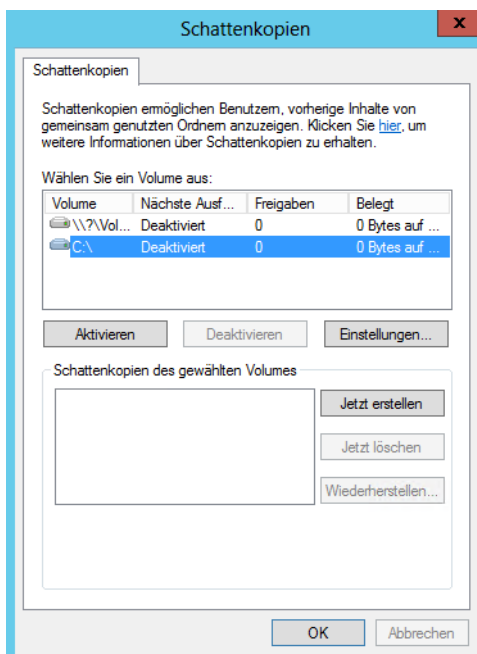 Schattenkopien
x
Schattenkopien
Schattenkopien ermöglichen Benutzern, vorherige Inhalte von
gemeinsam genutzten Ordnern anzuzeigen. Klicken Sie hier, um
weitere Informationen über Schattenkopien zu erhalten.
Wählen Sie ein Volume aus:
Volume Nächste Ausf... Freigaben Belegt
\\?\Vol... Deaktiviert 0 0 Bytes auf ...
C:\ Deaktiviert 0 0 Bytes auf ...
Aktivieren Deaktivieren Einstellungen...
Schattenkopien des gewählten Volumes
Jetzt erstellen
Jetzt löschen
Wiederherstellen...
OK Abbrechen